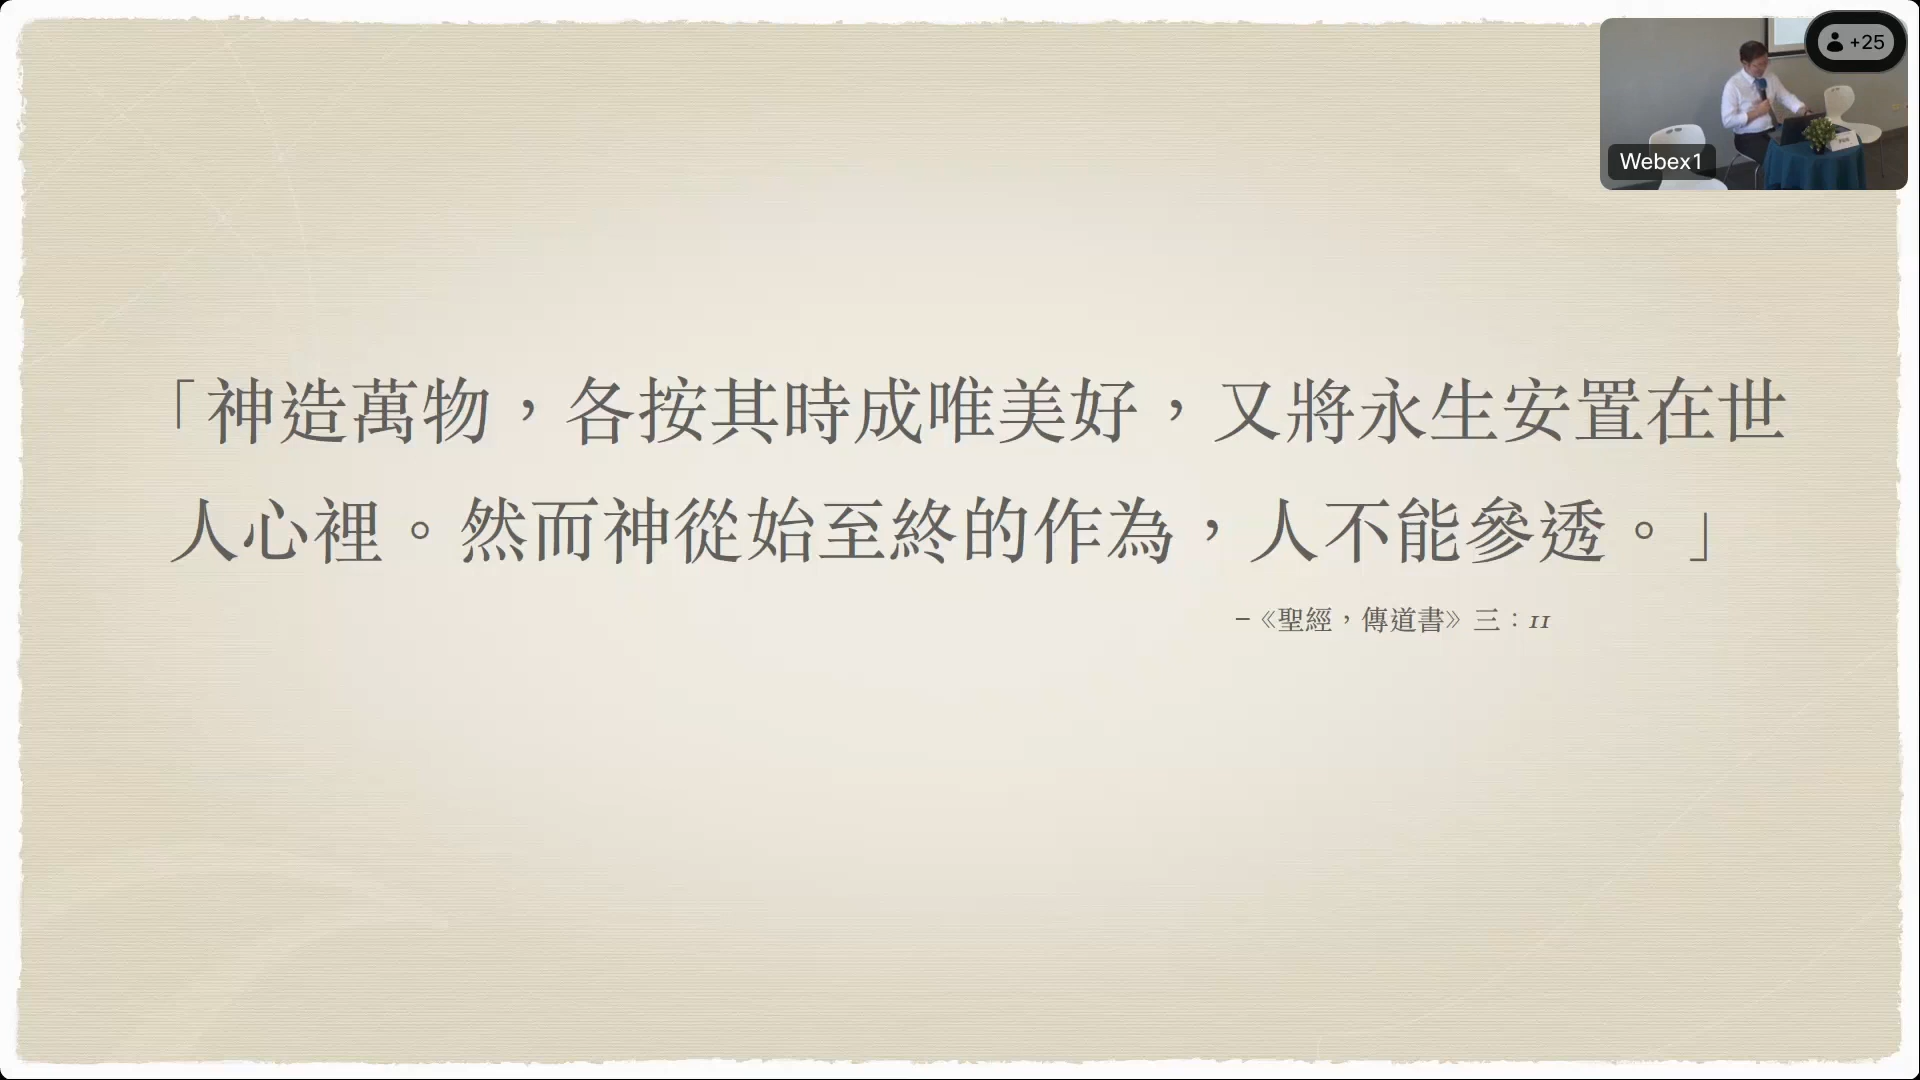 「神造萬物，各按其時成唯美好，又將永生安置在世
人心裡。然而神從始至終的作為，人不能參透。」
–《聖經，傳道書》三：11
+25
Webex1